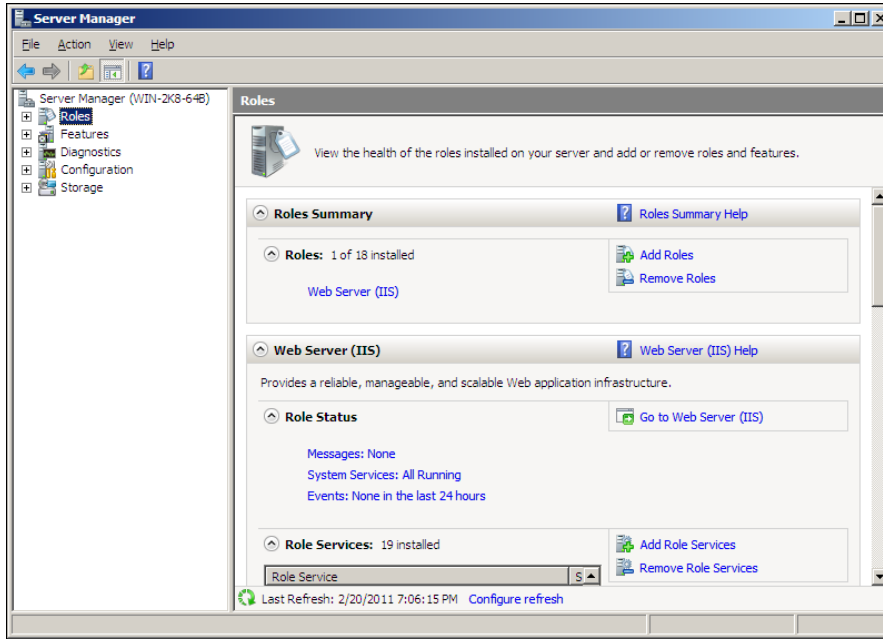 Server Manager
File Action View Help
Server Manager (WIN-2K8-64B)
Roles
Features
Diagnostics
Configuration
Storage
Roles
View the health of the roles installed on your server and add or remove roles and features.
Roles Summary
Roles Summary Help
Roles: 1 of 18 installed
Add Roles
Remove Roles
Web Server (IIS)
Web Server (IIS)
Web Server (IIS) Help
Provides a reliable, manageable, and scalable Web application infrastructure.
Role Status
Go to Web Server (IIS)
Messages: None
System Services: All Running
Events: None in the last 24 hours
Role Services: 19 installed
Add Role Services
Remove Role Services
Role Service S
Last Refresh: 2/20/2011 7:06:15 PM Configure refresh